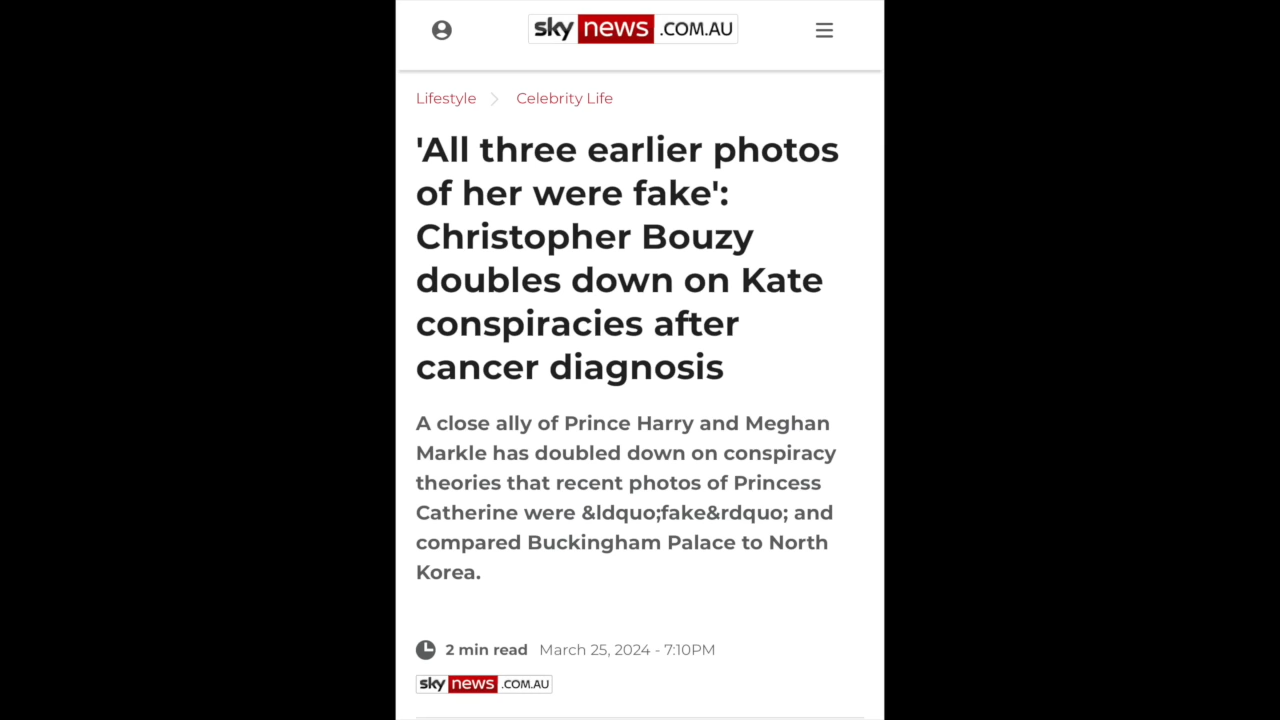 sky news .COM.AU
Lifestyle > Celebrity Life
'All three earlier photos
of her were fake':
Christopher Bouzy
doubles down on Kate
conspiracies after
cancer diagnosis
A close ally of Prince Harry and Meghan
Markle has doubled down on conspiracy
theories that recent photos of Princess
Catherine were &ldquo;fake&rdquo; and
compared Buckingham Palace to North
Korea.
2 min read March 25, 2024 - 7:10PM
sky news .COM.AU